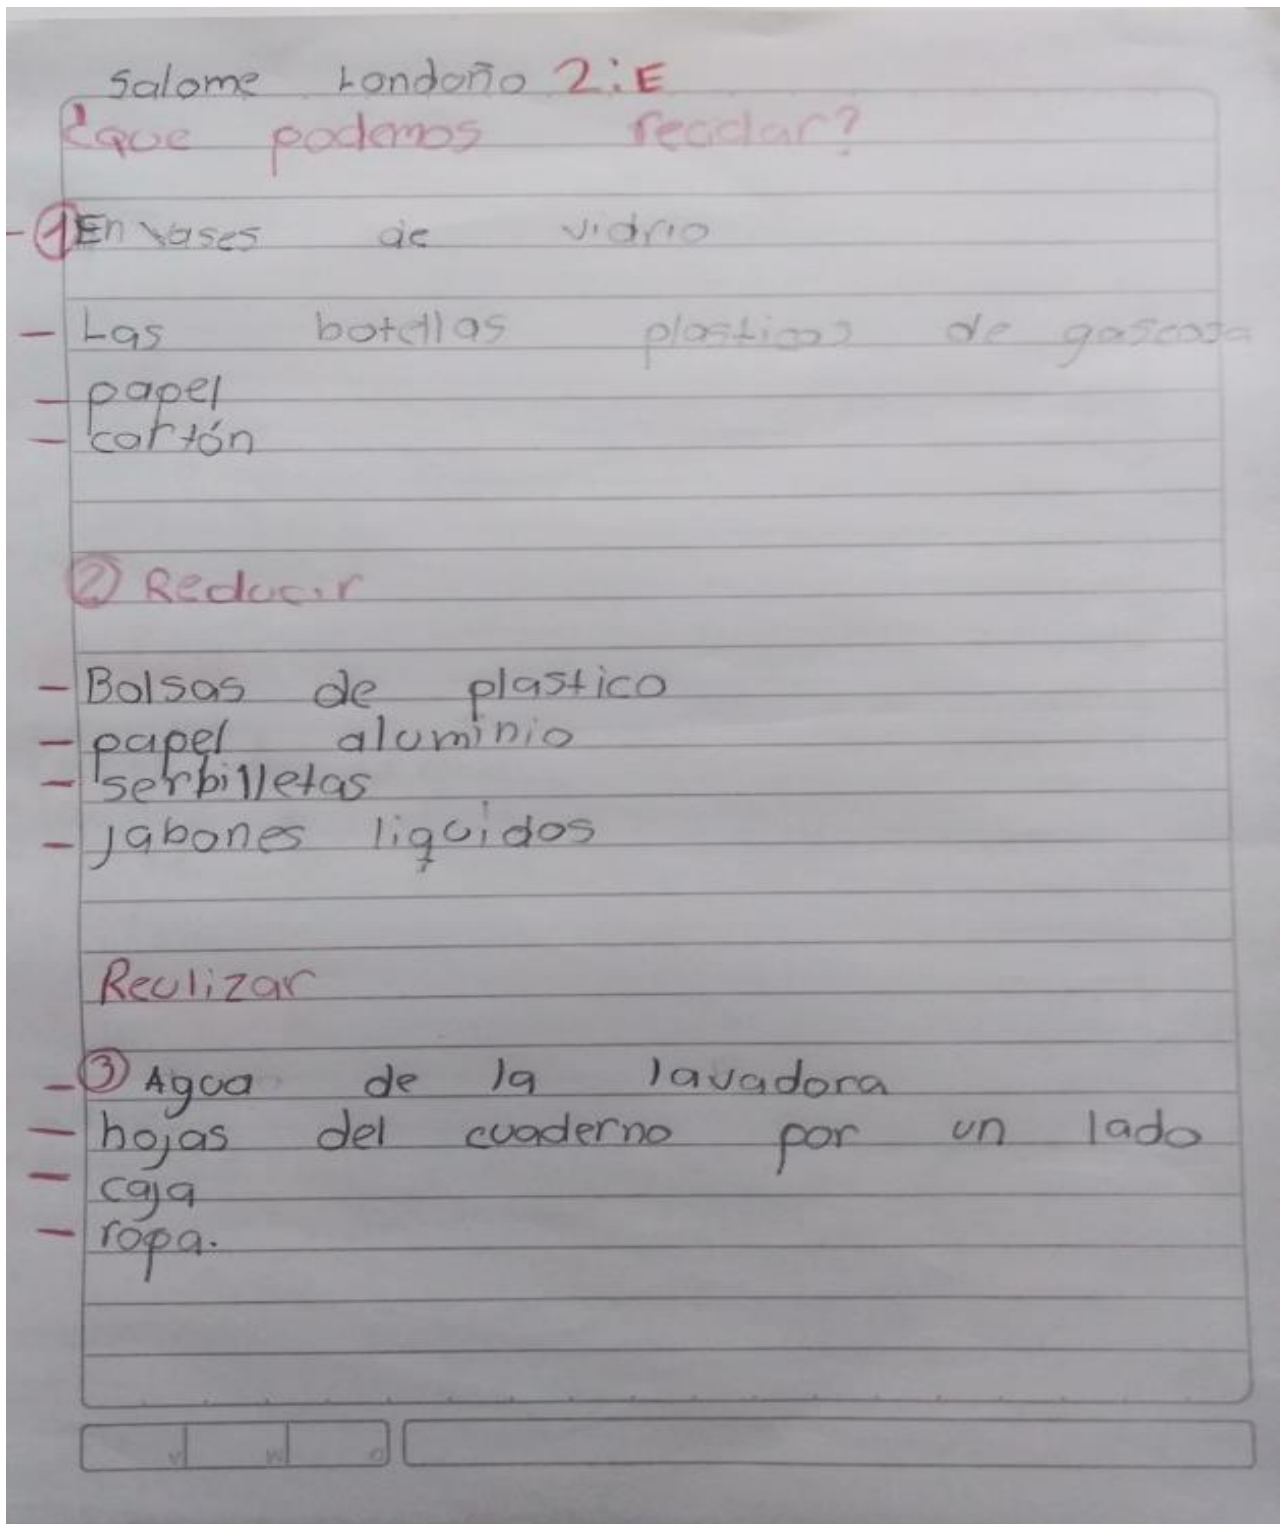 Salome Londoño 2:E
¿que podemos reciclar?
- 1 Envases de vidrio
- Las botellas plasticas de gaseosa
- papel
- cartón
2 Reducir
- Bolsas de plastico
- papel aluminio
- serbilletas
- jabones liquidos
Reulizar
- 3 Agua de la lavadora
- hojas del cuaderno por un lado
- caja
- ropa.